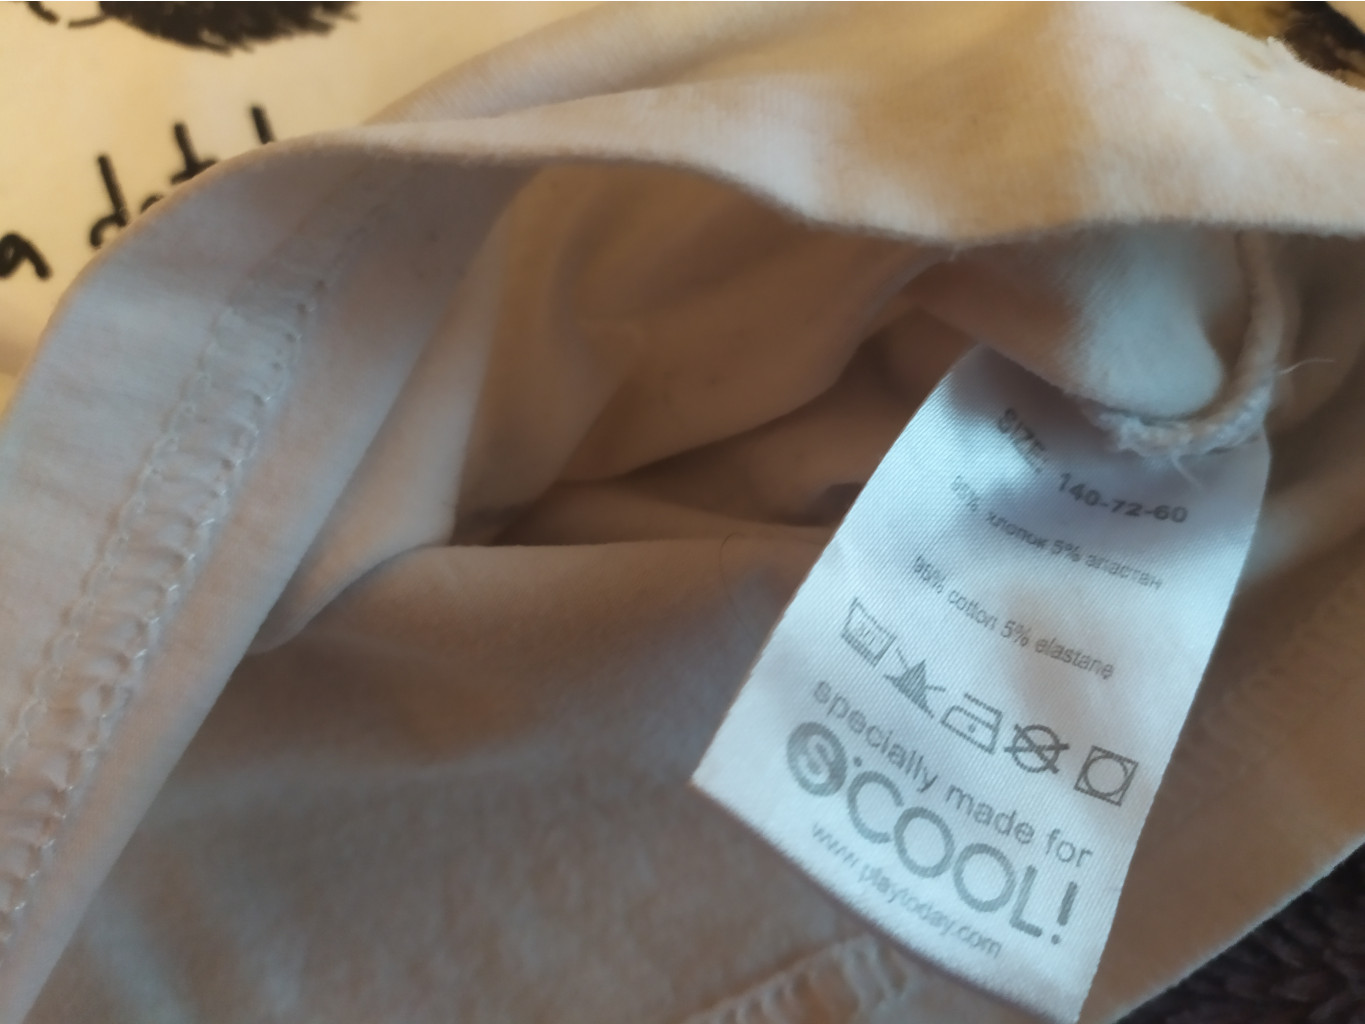 a dot
SIZE: 140-72-60
95% хлопок 5% эластан
95% cotton 5% elastane
specially made for
S'COOL!
www.playtoday.com